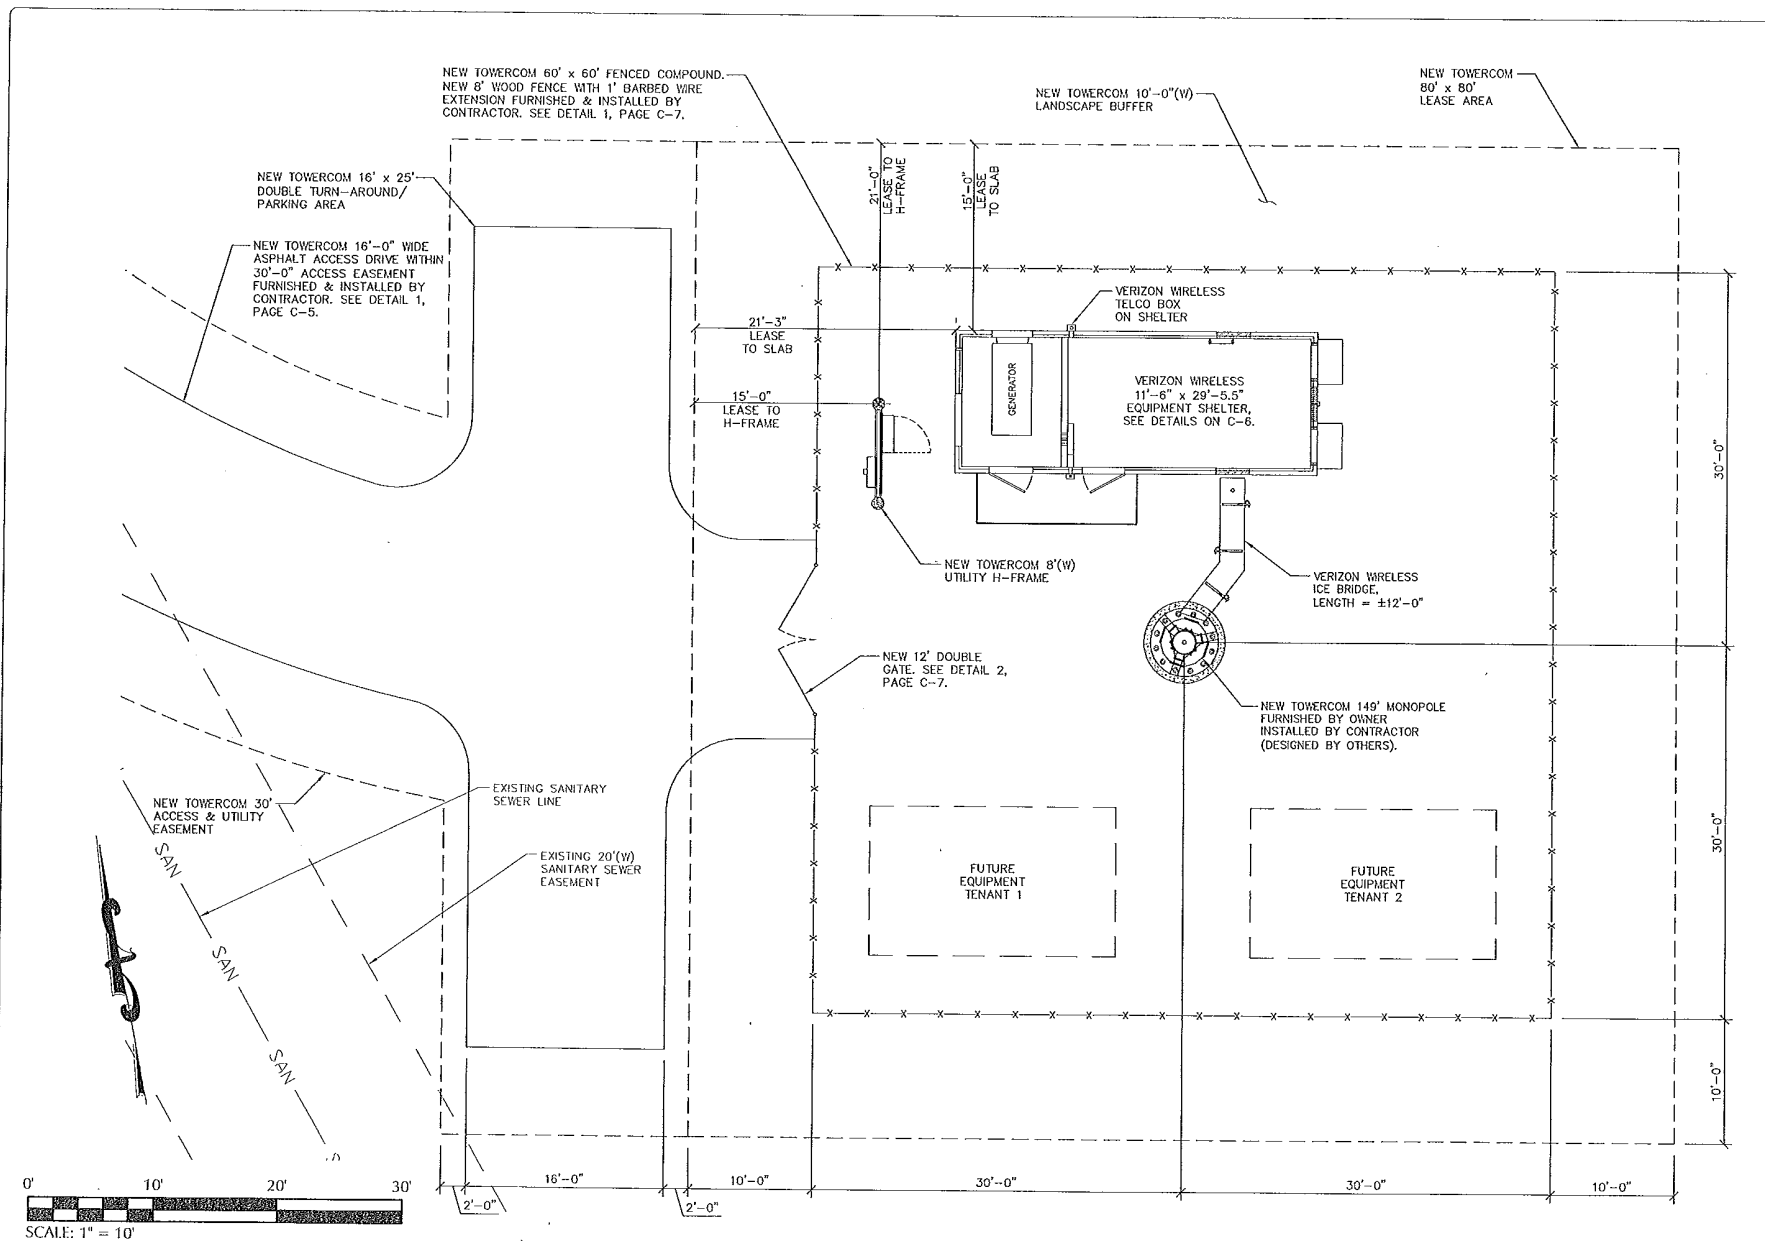 NEW TOWERCOM 60' x 60' FENCED COMPOUND.
NEW 8' WOOD FENCE WITH 1' BARBED WIRE
EXTENSION FURNISHED & INSTALLED BY
CONTRACTOR. SEE DETAIL 1, PAGE C-7.
NEW TOWERCOM 10'-0"(W)
LANDSCAPE BUFFER
NEW TOWERCOM
80' x 80'
LEASE AREA
NEW TOWERCOM 16' x 25'
DOUBLE TURN-AROUND/
PARKING AREA
NEW TOWERCOM 16'-0" WIDE
ASPHALT ACCESS DRIVE WITHIN
30'-0" ACCESS EASEMENT
FURNISHED & INSTALLED BY
CONTRACTOR. SEE DETAIL 1,
PAGE C-5.
21'-0"
LEASE TO
H-FRAME
15'-0"
LEASE
TO SLAB
VERIZON WIRELESS
TELCO BOX
ON SHELTER
21'-3"
LEASE
TO SLAB
15'-0"
LEASE TO
H-FRAME
GENERATOR
VERIZON WIRELESS
11'-6" x 29'-5.5"
EQUIPMENT SHELTER,
SEE DETAILS ON C-6.
30'-0"
NEW TOWERCOM 8'(W)
UTILITY H-FRAME
VERIZON WIRELESS
ICE BRIDGE,
LENGTH = ±12'-0"
NEW 12' DOUBLE
GATE. SEE DETAIL 2,
PAGE C-7.
NEW TOWERCOM 149' MONOPOLE
FURNISHED BY OWNER
INSTALLED BY CONTRACTOR
(DESIGNED BY OTHERS).
EXISTING SANITARY
SEWER LINE
NEW TOWERCOM 30'
ACCESS & UTILITY
EASEMENT
EXISTING 20'(W)
SANITARY SEWER
EASEMENT
SAN
SAN
SAN
FUTURE
EQUIPMENT
TENANT 1
FUTURE
EQUIPMENT
TENANT 2
30'-0"
10'-0"
2'-0"
16'-0"
2'-0"
10'-0"
30'-0"
30'-0"
10'-0"
0' 10' 20' 30'
SCALE: 1" = 10'